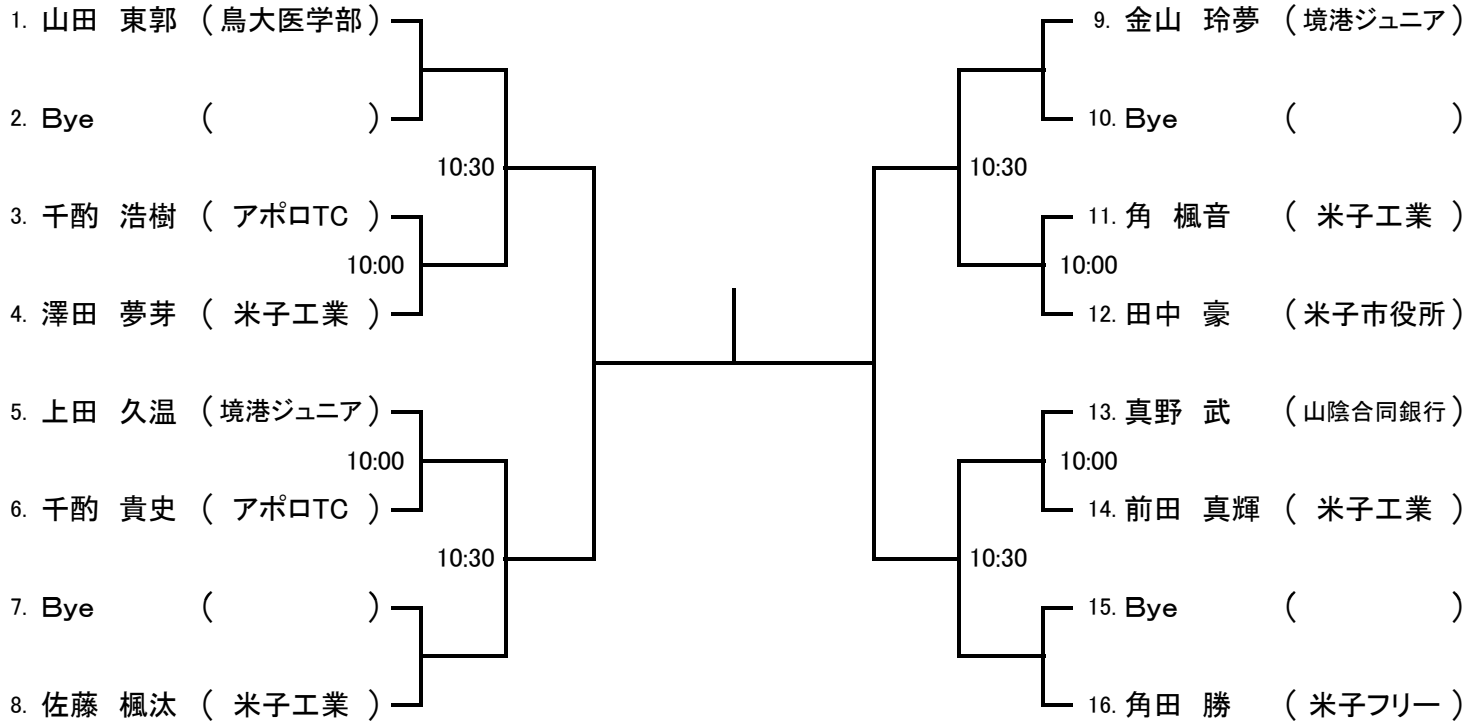 1. 山田 東郭 (鳥大医学部)
2. Bye ( )
10:30
3. 千酌 浩樹 ( アポロTC )
10:00
4. 澤田 夢芽 ( 米子工業 )
5. 上田 久温 (境港ジュニア)
10:00
6. 千酌 貴史 ( アポロTC )
10:30
7. Bye ( )
8. 佐藤 楓汰 ( 米子工業 )
9. 金山 玲夢 (境港ジュニア)
10. Bye ( )
10:30
11. 角 楓音 ( 米子工業 )
10:00
12. 田中 豪 (米子市役所)
13. 真野 武 (山陰合同銀行)
10:00
14. 前田 真輝 ( 米子工業 )
10:30
15. Bye ( )
16. 角田 勝 ( 米子フリー )